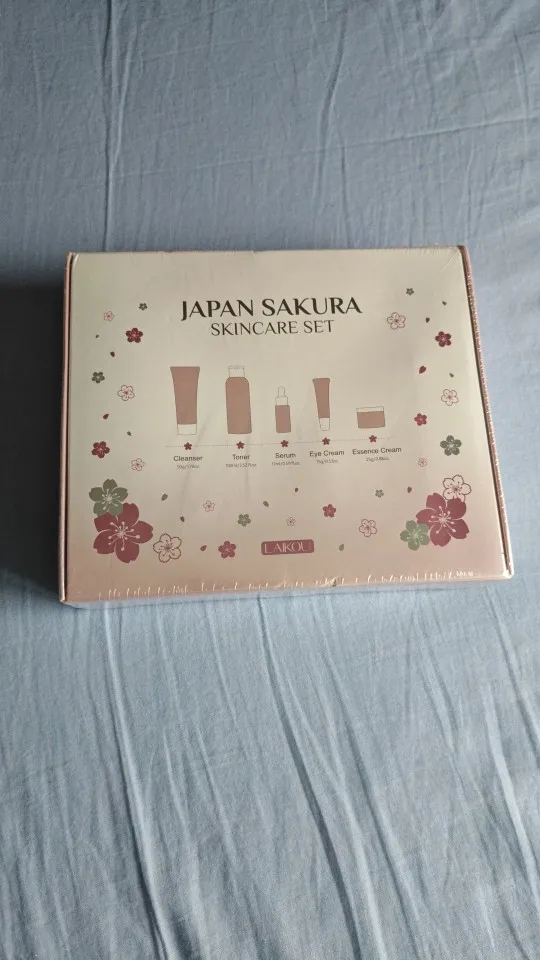 JAPAN SAKURA
SKINCARE SET
Cleanser
Toner
Serum
Eye Cream
Essence Cream
LAIKOU